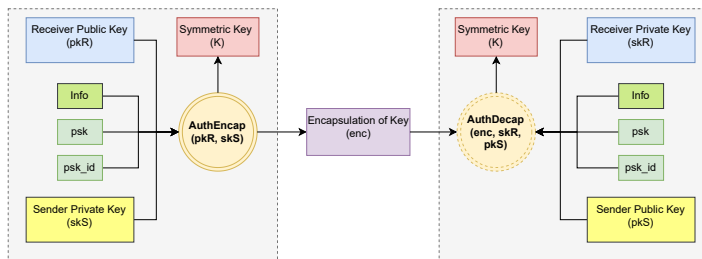 Receiver Public Key
(pkR)
Symmetric Key
(K)
Info
psk
psk_id
AuthEncap
(pkR, skS)
Sender Private Key
(skS)
Encapsulation of Key
(enc)
Symmetric Key
(K)
Receiver Private Key
(skR)
AuthDecap
(enc, skR,
pkS)
Info
psk
psk_id
Sender Public Key
(pkS)